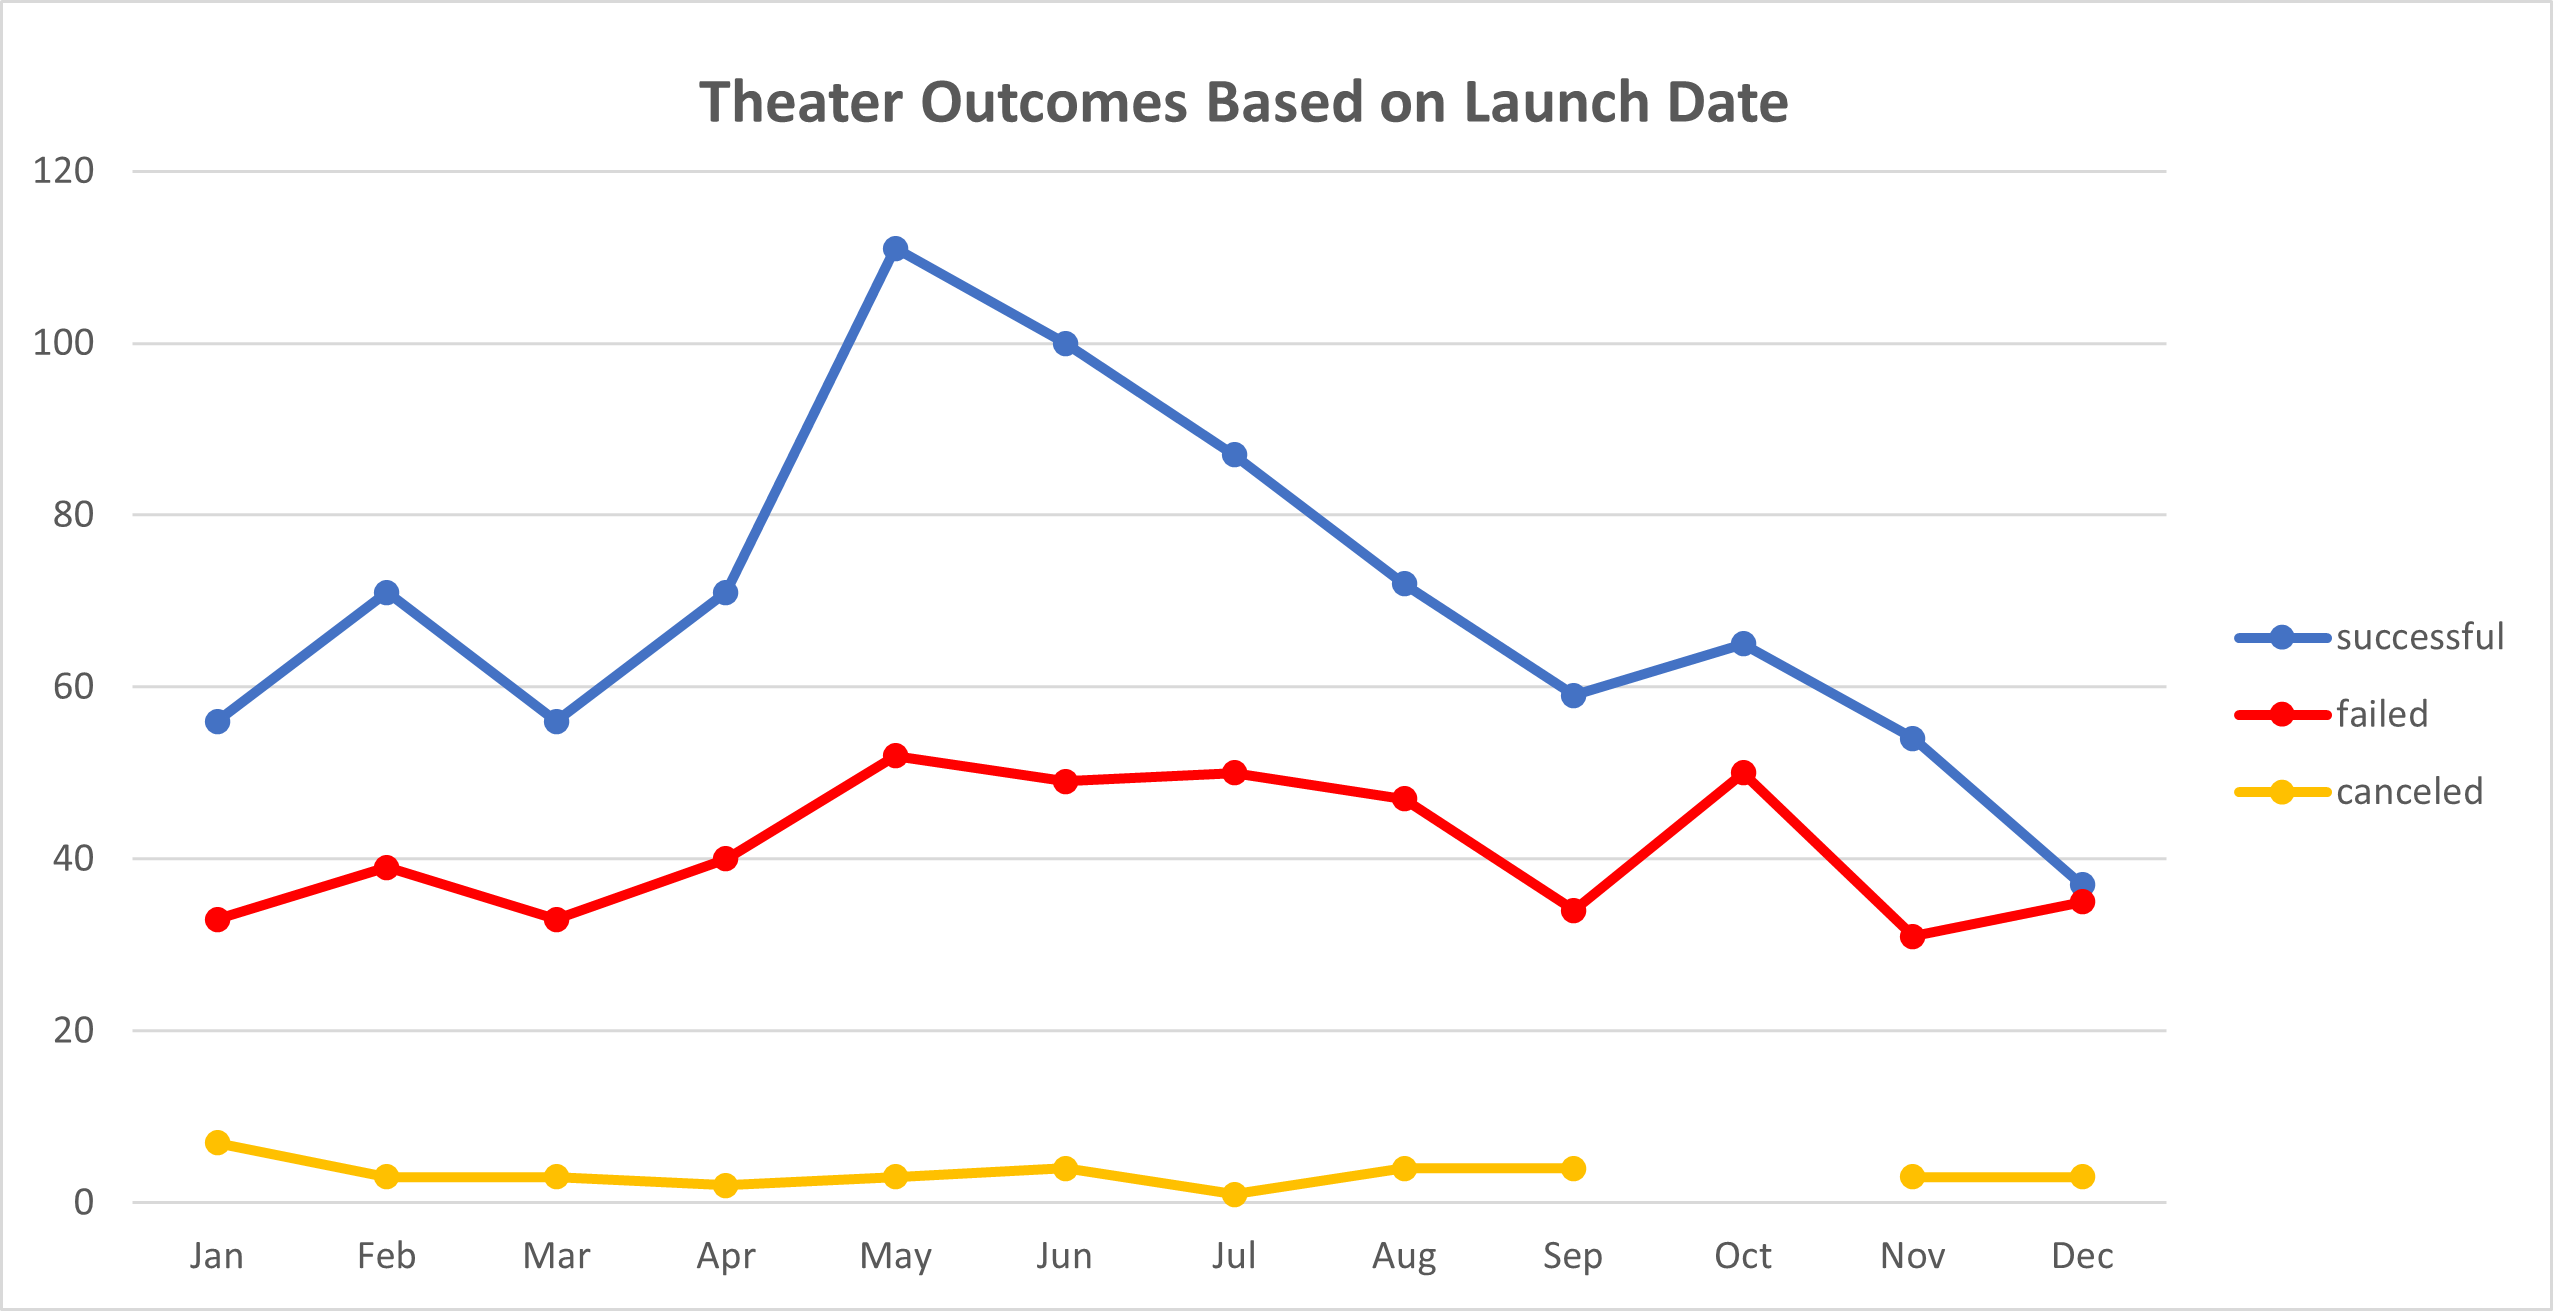 Theater Outcomes Based on Launch Date
120
100
80
60
40
20
0
Jan Feb Mar Apr May Jun Jul Aug Sep Oct Nov Dec
successful
failed
canceled